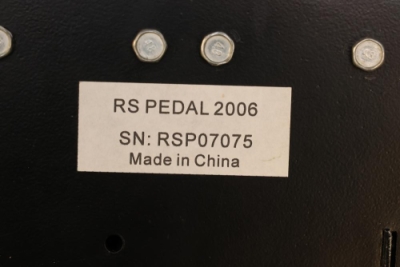 RS PEDAL 2006
SN: RSP07075
Made in China